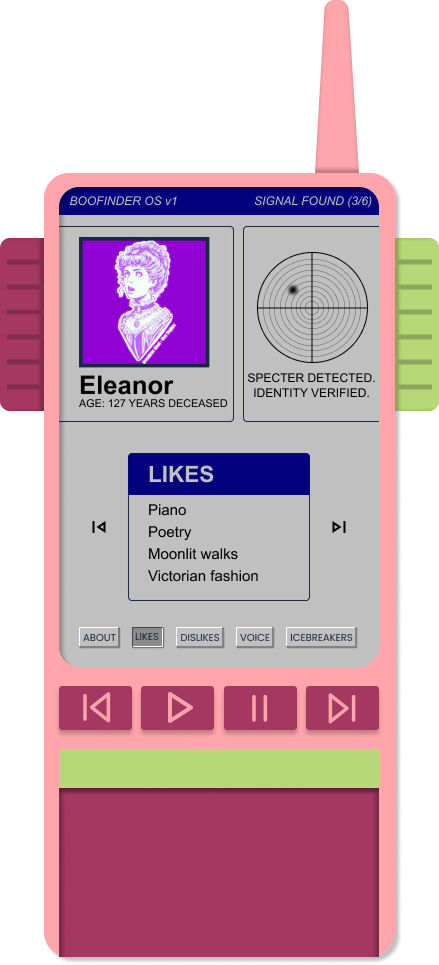 BOOFINDER OS v1
SIGNAL FOUND (3/6)
Eleanor
AGE: 127 YEARS DECEASED
SPECTER DETECTED.
IDENTITY VERIFIED.
LIKES
Piano
Poetry
Moonlit walks
Victorian fashion
ABOUT
LIKES
DISLIKES
VOICE
ICEBREAKERS